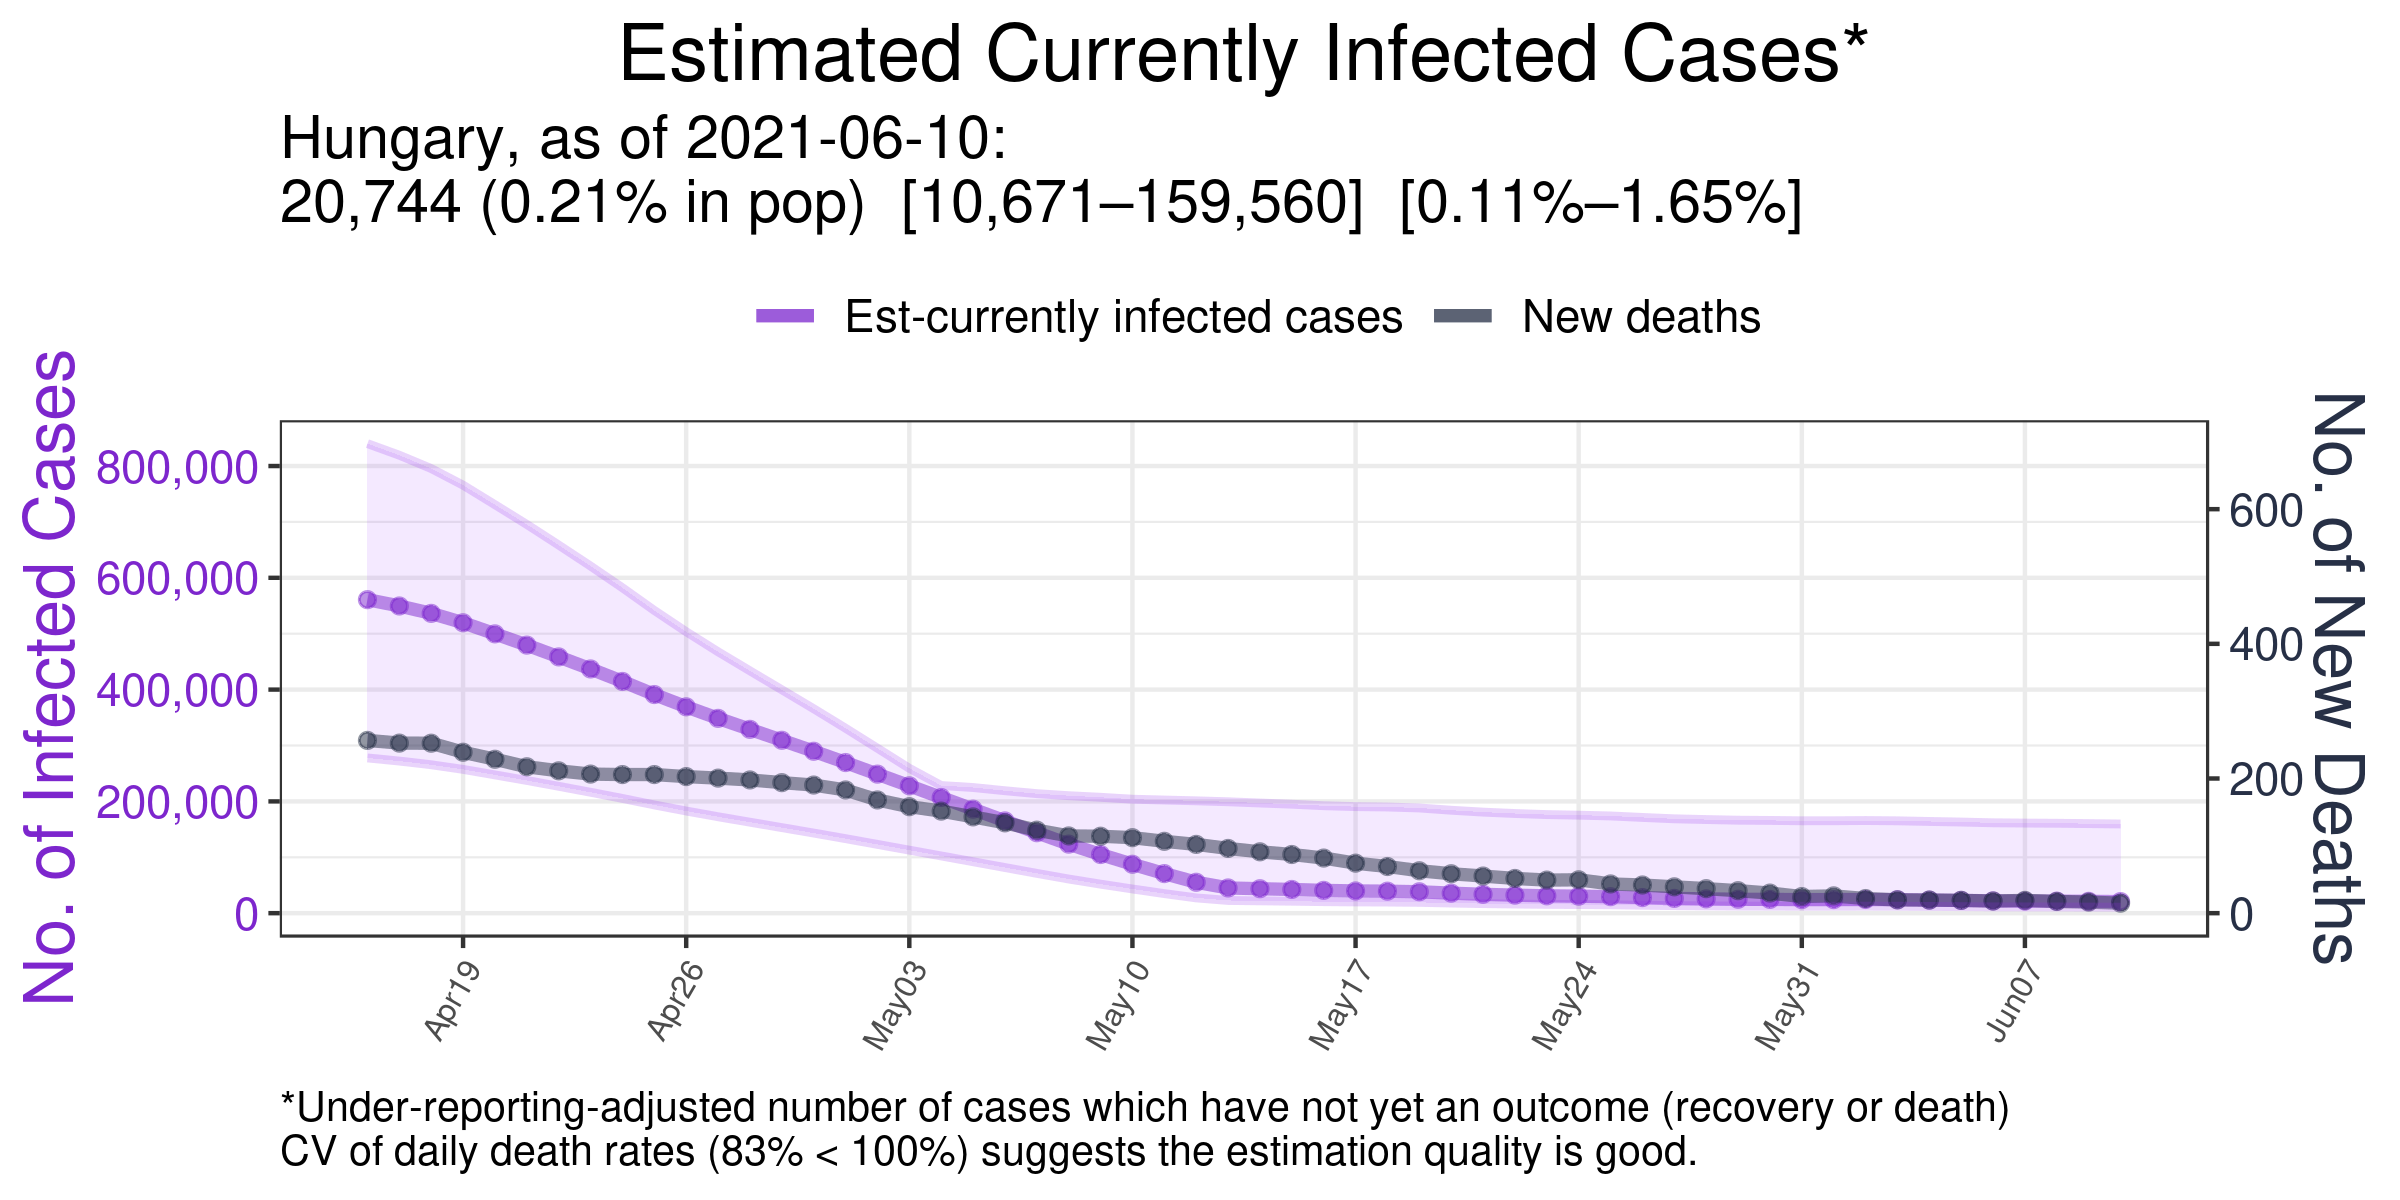 Estimated Currently Infected Cases*
Hungary, as of 2021-06-10:
20,744 (0.21% in pop)  [10,671–159,560]  [0.11%–1.65%]
Est-currently infected cases
New deaths
No. of Infected Cases
800,000
600,000
400,000
200,000
0
No. of New Deaths
600
400
200
0
Apr19
Apr26
May03
May10
May17
May24
May31
Jun07
*Under-reporting-adjusted number of cases which have not yet an outcome (recovery or death)
CV of daily death rates (83% < 100%) suggests the estimation quality is good.